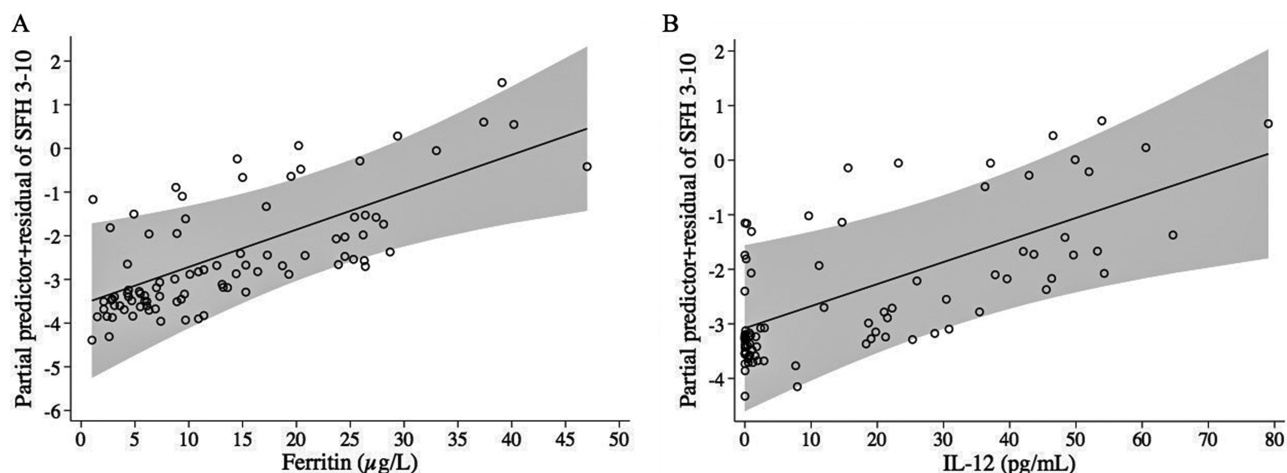 A
Partial predictor+residual of SFH 3-10
2
1
0
-1
-2
-3
-4
-5
-6
0 5 10 15 20 25 30 35 40 45 50
Ferritin (µg/L)
B
Partial predictor+residual of SFH 3-10
2
1
0
-1
-2
-3
-4
0 10 20 30 40 50 60 70 80
IL-12 (pg/mL)